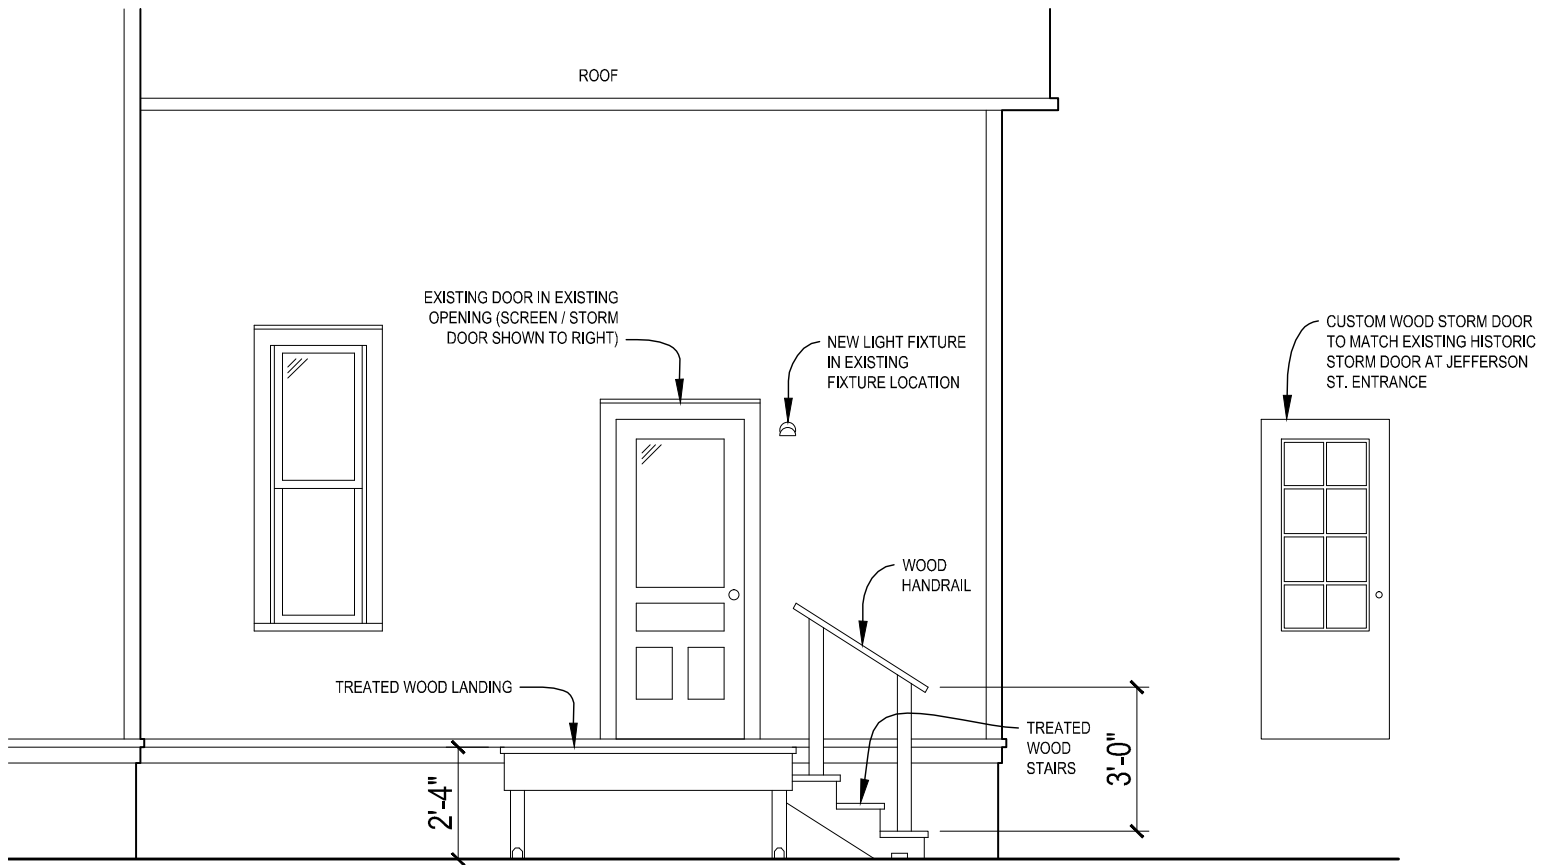 ROOF
EXISTING DOOR IN EXISTING
OPENING (SCREEN / STORM
DOOR SHOWN TO RIGHT)
NEW LIGHT FIXTURE
IN EXISTING
FIXTURE LOCATION
CUSTOM WOOD STORM DOOR
TO MATCH EXISTING HISTORIC
STORM DOOR AT JEFFERSON
ST. ENTRANCE
WOOD
HANDRAIL
TREATED WOOD LANDING
TREATED
WOOD
STAIRS
2'-4"
3'-0"